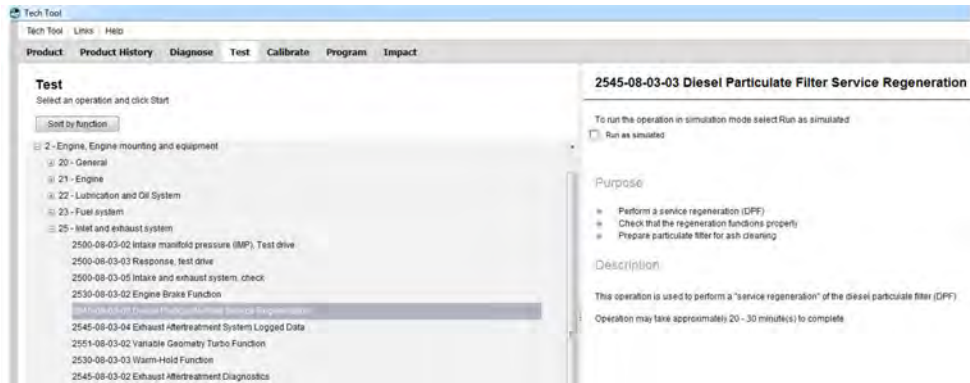 Tech Tool
Tech Tool Links Help
Product Product History Diagnose Test Calibrate Program Impact
Test
Select an operation and click Start
Sort by function
2 - Engine, Engine mounting and equipment
20 - General
21 - Engine
22 - Lubrication and Oil System
23 - Fuel system
25 - Inlet and exhaust system
2500-08-03-02 Intake manifold pressure (IMP), Test drive
2500-08-03-03 Response, test drive
2500-08-03-05 Intake and exhaust system, check
2530-08-03-02 Engine Brake Function
2545-08-03-03 Diesel Particulate Filter Service Regeneration
2545-08-03-04 Exhaust Aftertreatment System Logged Data
2551-08-03-02 Variable Geometry Turbo Function
2530-08-03-03 Warm-Hold Function
2545-08-03-02 Exhaust Aftertreatment Diagnostics
2545-08-03-03 Diesel Particulate Filter Service Regeneration
To run the operation in simulation mode select Run as simulated
Run as simulated
Purpose
Perform a service regeneration (DPF)
Check that the regeneration functions properly
Prepare particulate filter for ash cleaning
Description
This operation is used to perform a "service regeneration" of the diesel particulate filter (DPF)
Operation may take approximately 20 - 30 minute(s) to complete